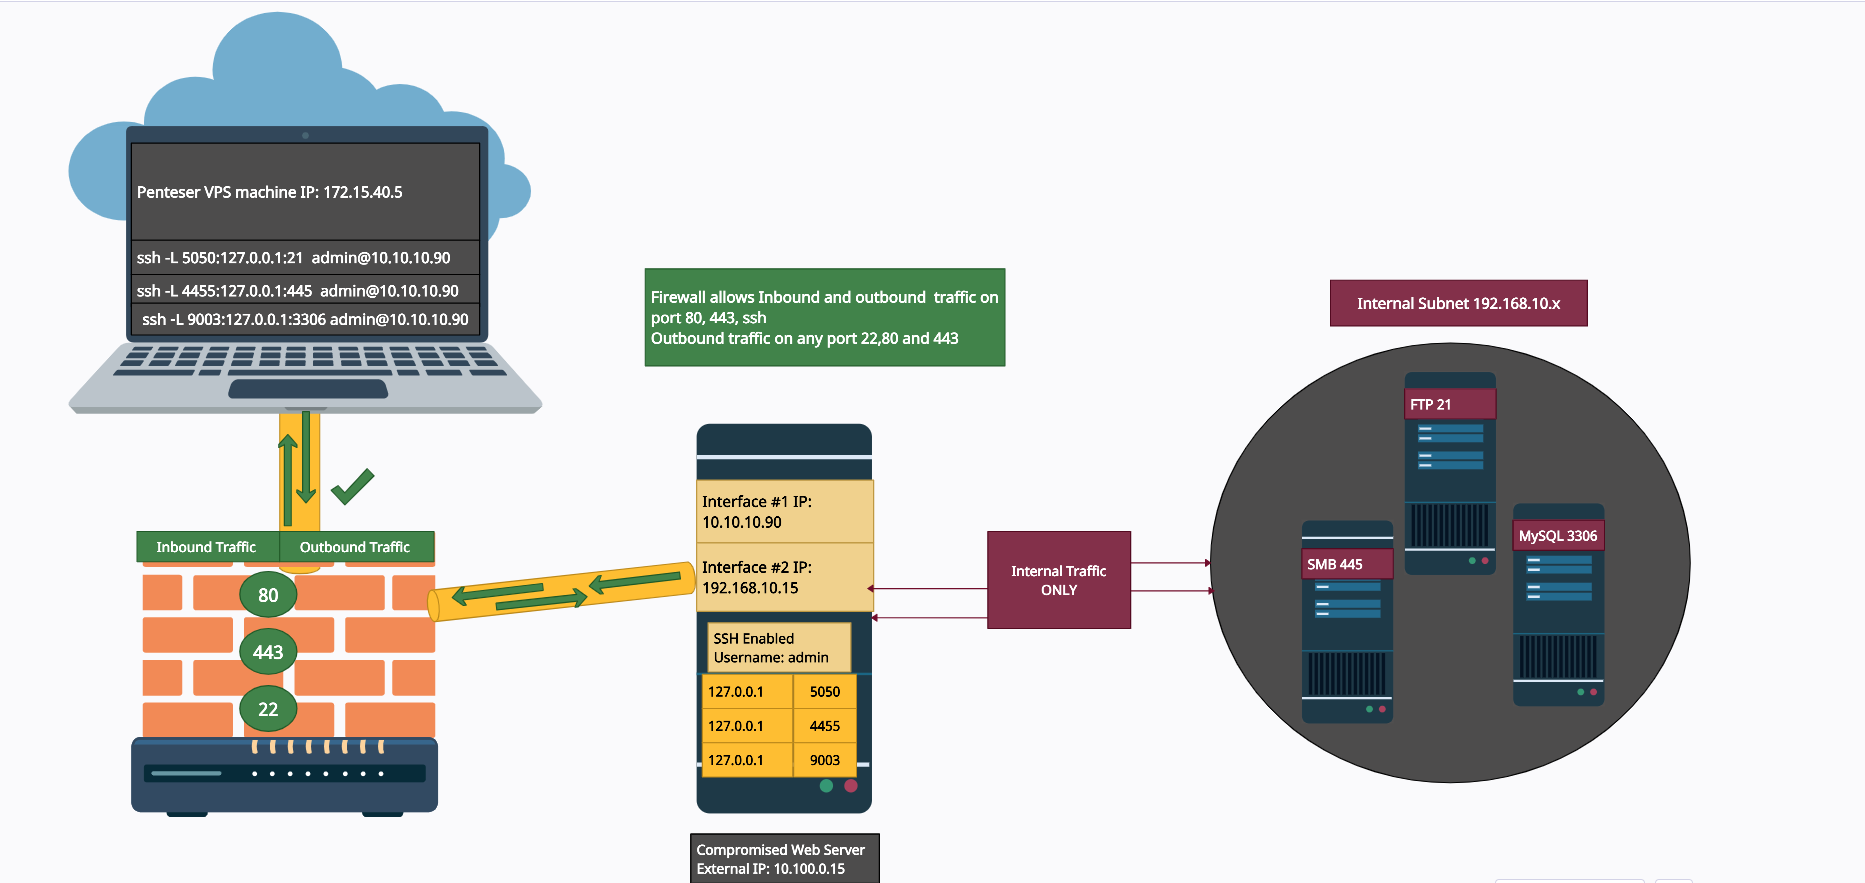 Penteser VPS machine IP: 172.15.40.5
ssh -L 5050:127.0.0.1:21 admin@10.10.10.90
ssh -L 4455:127.0.0.1:445 admin@10.10.10.90
ssh -L 9003:127.0.0.1:3306 admin@10.10.10.90
Inbound Traffic
Outbound Traffic
80
443
22
Firewall allows Inbound and outbound traffic on
port 80, 443, ssh
Outbound traffic on any port 22,80 and 443
Interface #1 IP:
10.10.10.90
Interface #2 IP:
192.168.10.15
SSH Enabled
Username: admin
127.0.0.1 5050
127.0.0.1 4455
127.0.0.1 9003
Compromised Web Server
External IP: 10.100.0.15
Internal Traffic
ONLY
Internal Subnet 192.168.10.x
FTP 21
SMB 445
MySQL 3306